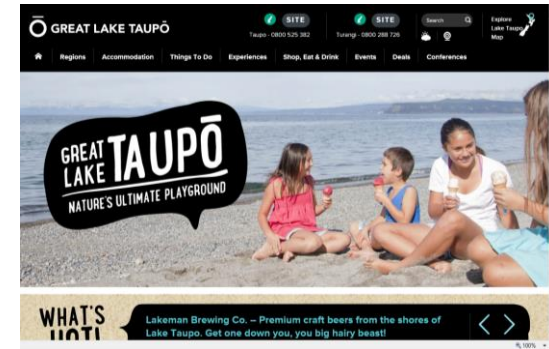 GREAT LAKE TAUPŌ
i SITE
Taupo - 0800 525 382
i SITE
Turangi - 0800 288 726
Search
Explore
Lake Taupo
Map
Regions Accommodation Things To Do Experiences Shop, Eat & Drink Events Deals Conferences
GREAT
LAKE TAUPŌ
NATURE'S ULTIMATE PLAYGROUND
WHAT'S
HOT!
Lakeman Brewing Co. – Premium craft beers from the shores of
Lake Taupo. Get one down you, you big hairy beast!
100%